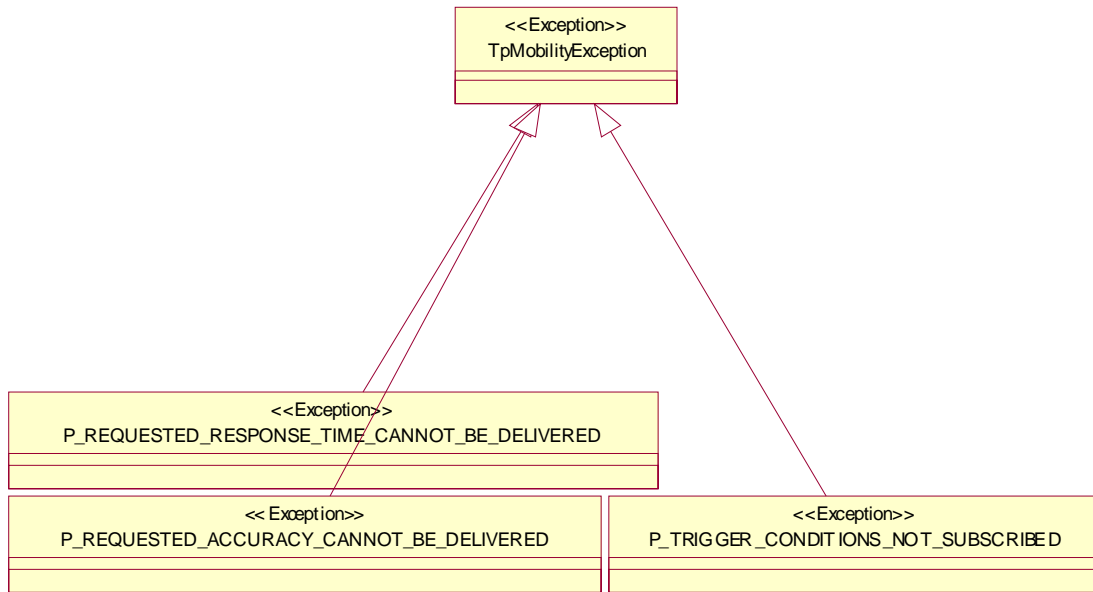 <<Exception>>
TpMobilityException
<<Exception>>
P_REQUESTED_RESPONSE_TIME_CANNOT_BE_DELIVERED
<<Exception>>
P_REQUESTED_ACCURACY_CANNOT_BE_DELIVERED
<<Exception>>
P_TRIGGER_CONDITIONS_NOT_SUBSCRIBED